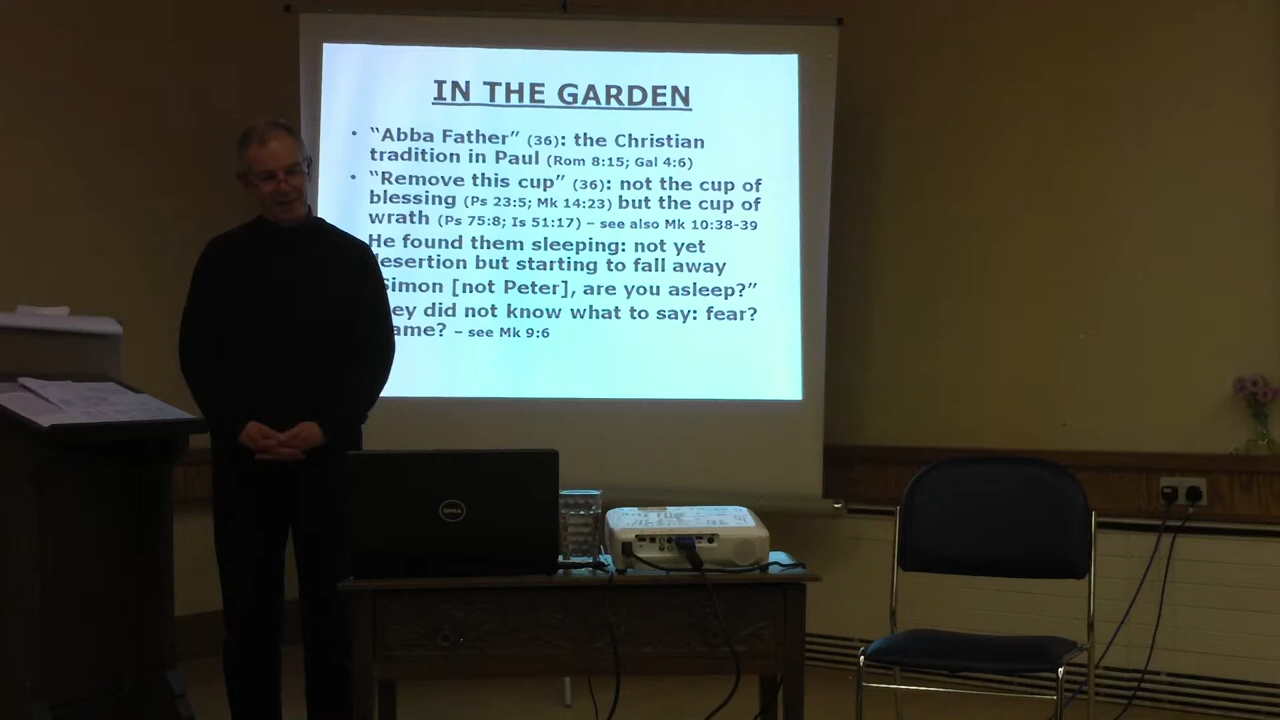 IN THE GARDEN
• “Abba Father” (36): the Christian
tradition in Paul (Rom 8:15; Gal 4:6)
• “Remove this cup” (36): not the cup of
blessing (Ps 23:5; Mk 14:23) but the cup of
wrath (Ps 75:8; Is 51:17) – see also Mk 10:38-39
He found them sleeping: not yet
desertion but starting to fall away
Simon [not Peter], are you asleep?”
did not know what to say: fear?
– see Mk 9:6
DELL